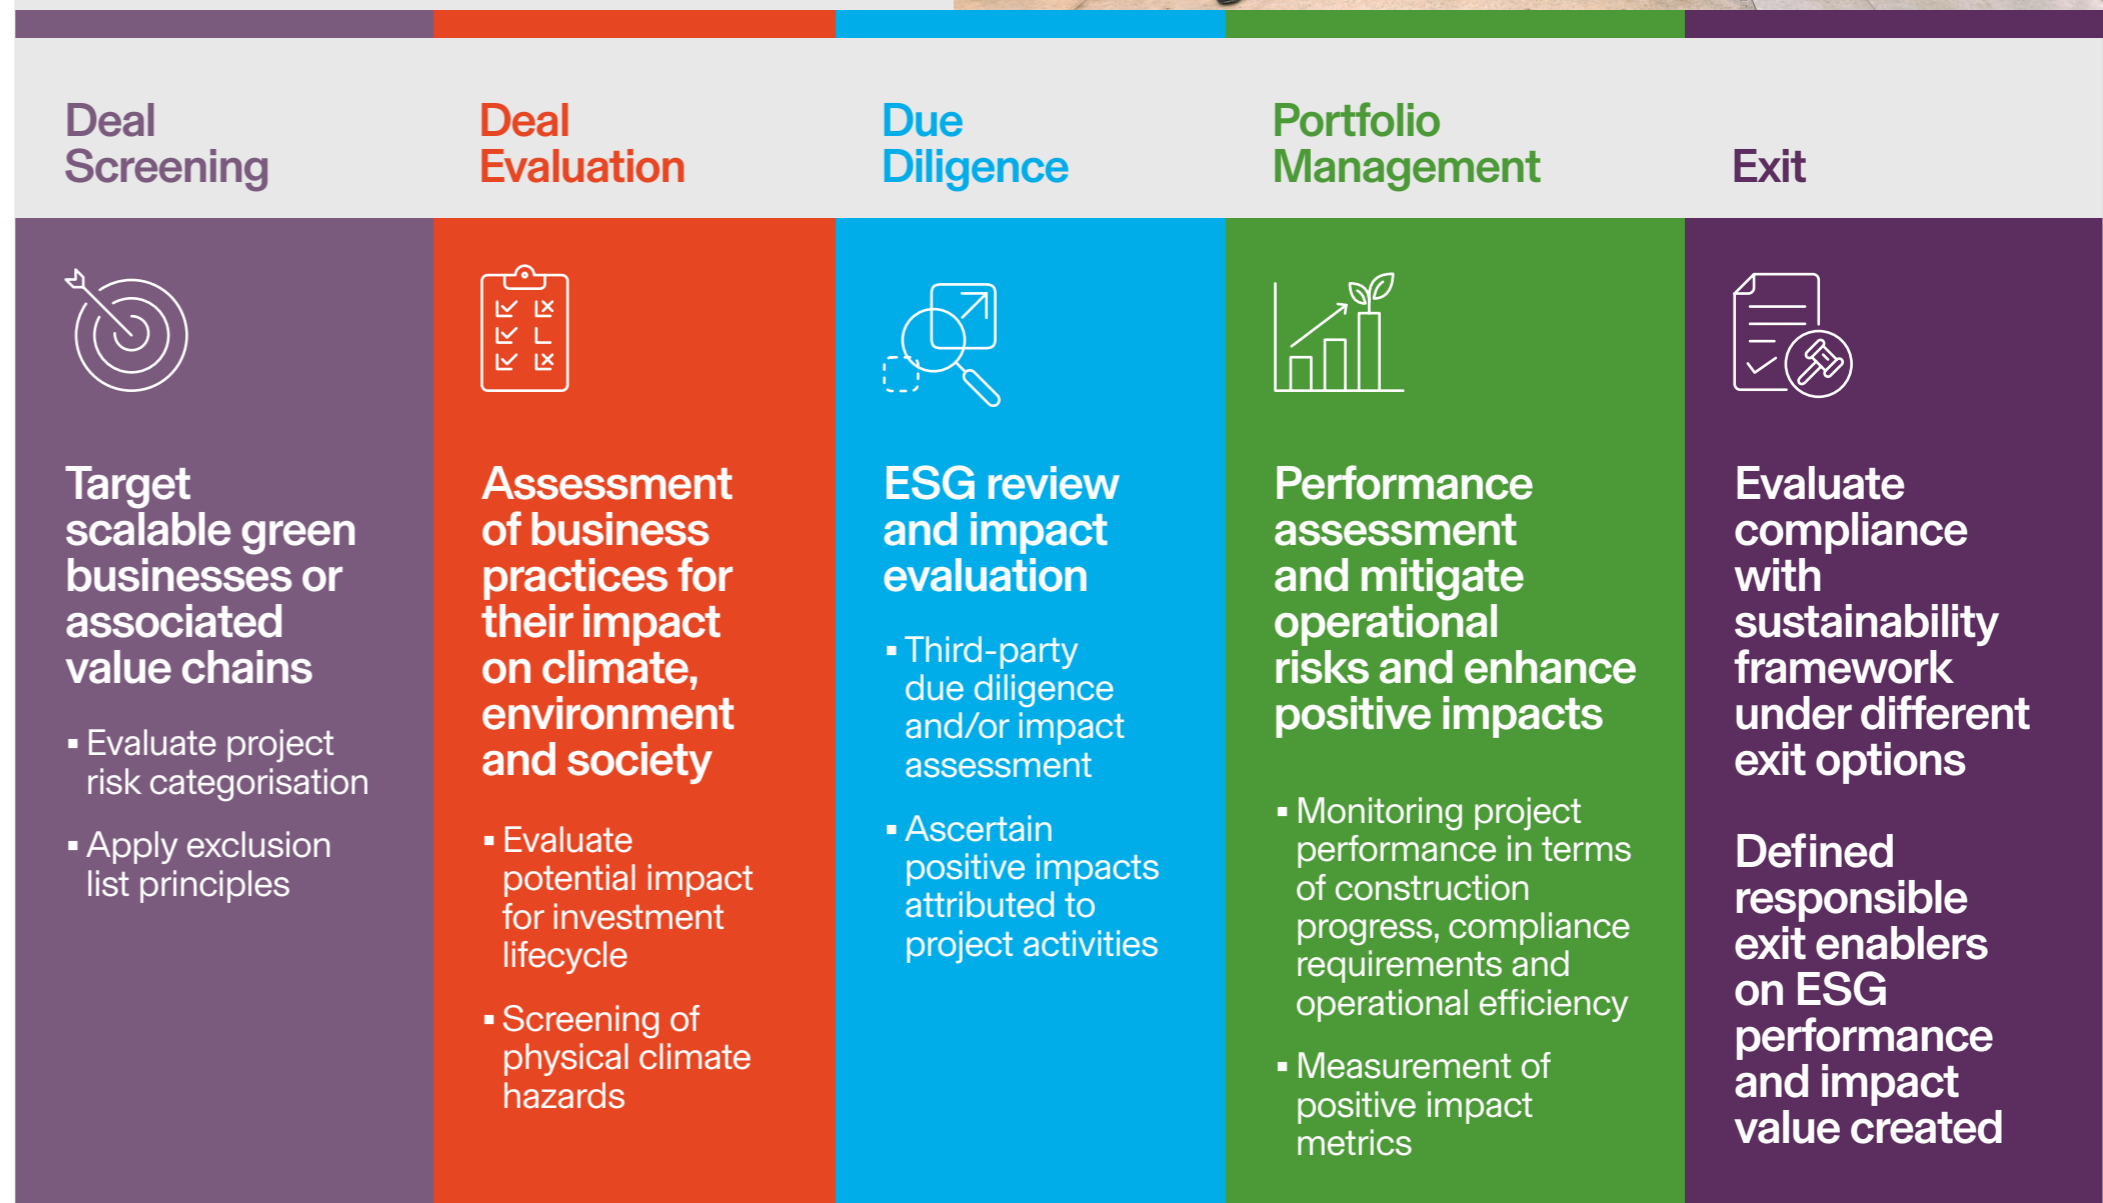 Deal
Screening
Deal
Evaluation
Due
Diligence
Portfolio
Management
Exit
Target
scalable green
businesses or
associated
value chains
▪ Evaluate project
risk categorisation
▪ Apply exclusion
list principles
Assessment
of business
practices for
their impact
on climate,
environment
and society
▪ Evaluate
potential impact
for investment
lifecycle
▪ Screening of
physical climate
hazards
ESG review
and impact
evaluation
▪ Third-party
due diligence
and/or impact
assessment
▪ Ascertain
positive impacts
attributed to
project activities
Performance
assessment
and mitigate
operational
risks and enhance
positive impacts
▪ Monitoring project
performance in terms
of construction
progress, compliance
requirements and
operational efficiency
▪ Measurement of
positive impact
metrics
Evaluate
compliance
with
sustainability
framework
under different
exit options
Defined
responsible
exit enablers
on ESG
performance
and impact
value created